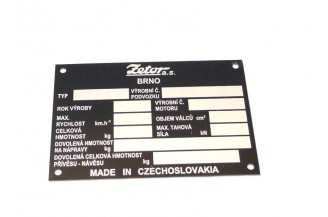 Zetor a.s.
BRNO
TYP VÝROBNÍ Č. PODVOZKU
ROK VÝROBY VÝROBNÍ Č. MOTORU
MAX. RYCHLOST km.h⁻¹ OBJEM VÁLCŮ cm³
CELKOVÁ HMOTNOST kg MAX. TAHOVÁ SÍLA kN
DOVOLENÁ HMOTNOST NA NÁPRAVY kg
DOVOLENÁ CELKOVÁ HMOTNOST PŘÍVĚSU - NÁVĚSU kg
MADE IN CZECHOSLOVAKIA